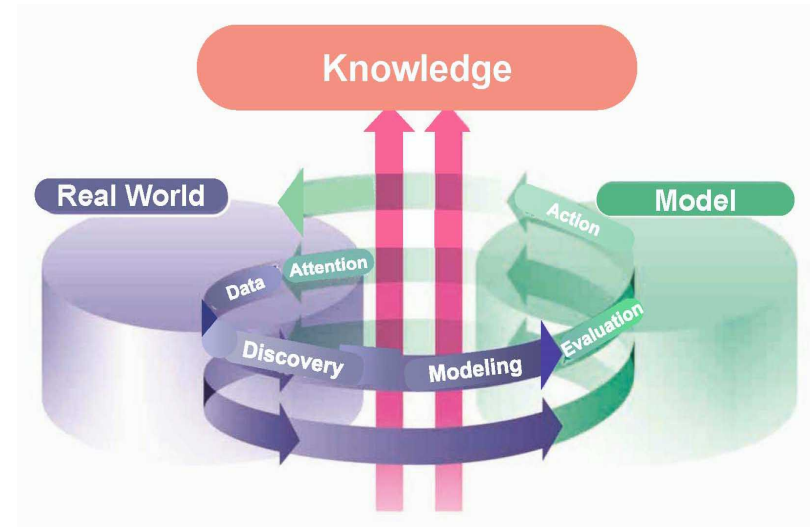 Knowledge
Real World
Model
Action
Attention
Data
Evaluation
Discovery
Modeling